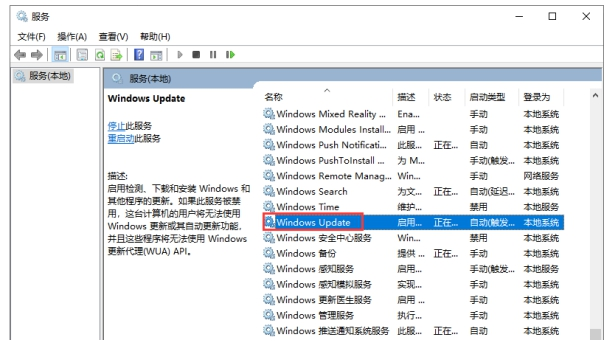 服务
文件(F) 操作(A) 查看(V) 帮助(H)
服务(本地)
服务(本地)
Windows Update
停止此服务
重启动此服务
描述:
启用检测、下载和安装 Windows 和
其他程序的更新。如果此服务被禁
用，这台计算机的用户将无法使用
Windows 更新或其自动更新功能，
并且这些程序将无法使用 Windows
更新代理(WUA) API。
名称 描述 状态 启动类型 登录为
Windows Mixed Reality ... Ena... 手动 本地系统
Windows Modules Install... 启用 ... 手动 本地系统
Windows Push Notificati... 此服... 正在... 自动 本地系统
Windows PushToInstall ... 为 M... 手动(触发... 本地系统
Windows Remote Manag... Win... 手动 网络服务
Windows Search 为文... 正在... 自动(延迟... 本地系统
Windows Time 维护... 禁用 本地服务
Windows Update 启用... 正在... 自动(触发... 本地系统
Windows 安全中心服务 Win... 禁用 本地系统
Windows 备份 提供 ... 正在... 手动 本地系统
Windows 感知服务 启用... 手动(触发... 本地服务
Windows 感知模拟服务 实现... 手动 本地系统
Windows 更新医生服务 启用 ... 手动 本地系统
Windows 管理服务 执行... 手动 本地系统
Windows 推送通知系统服务 此服... 正在... 自动 本地系统